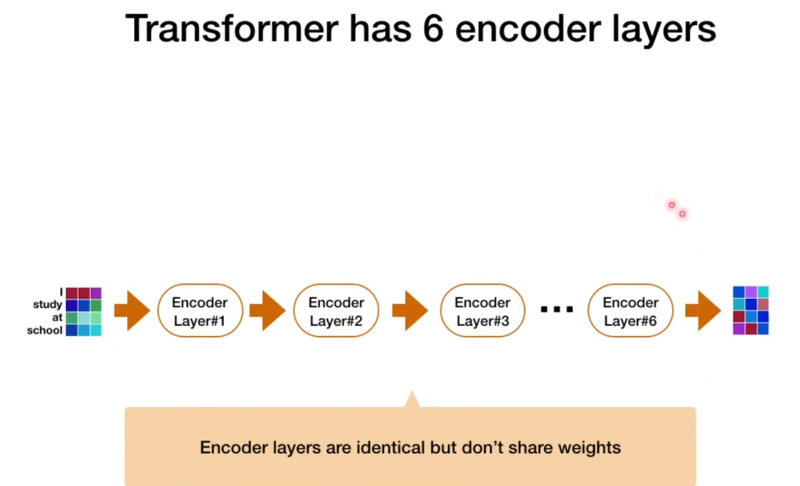 Transformer has 6 encoder layers
I
study
at
school
Encoder
Layer#1
Encoder
Layer#2
Encoder
Layer#3
...
Encoder
Layer#6
Encoder layers are identical but don’t share weights